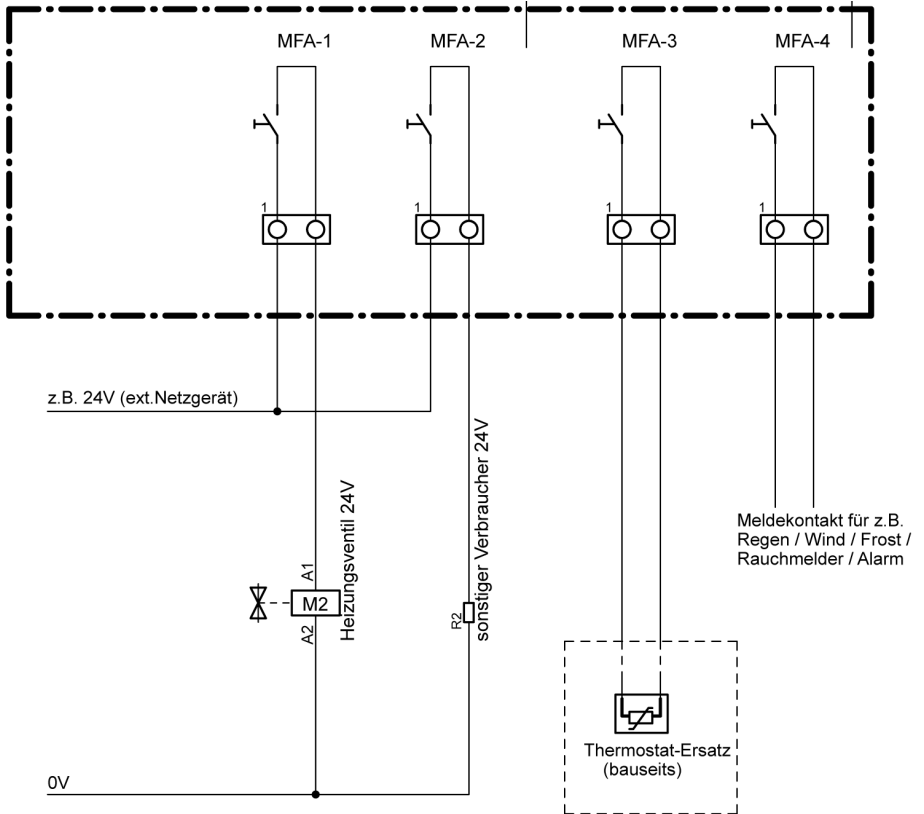 MFA-1
MFA-2
MFA-3
MFA-4
1
1
1
1
z.B. 24V (ext.Netzgerät)
Heizungsventil 24V
sonstiger Verbraucher 24V
A1
M2
A2
R2
Meldekontakt für z.B.
Regen / Wind / Frost /
Rauchmelder / Alarm
Thermostat-Ersatz
(bauseits)
0V